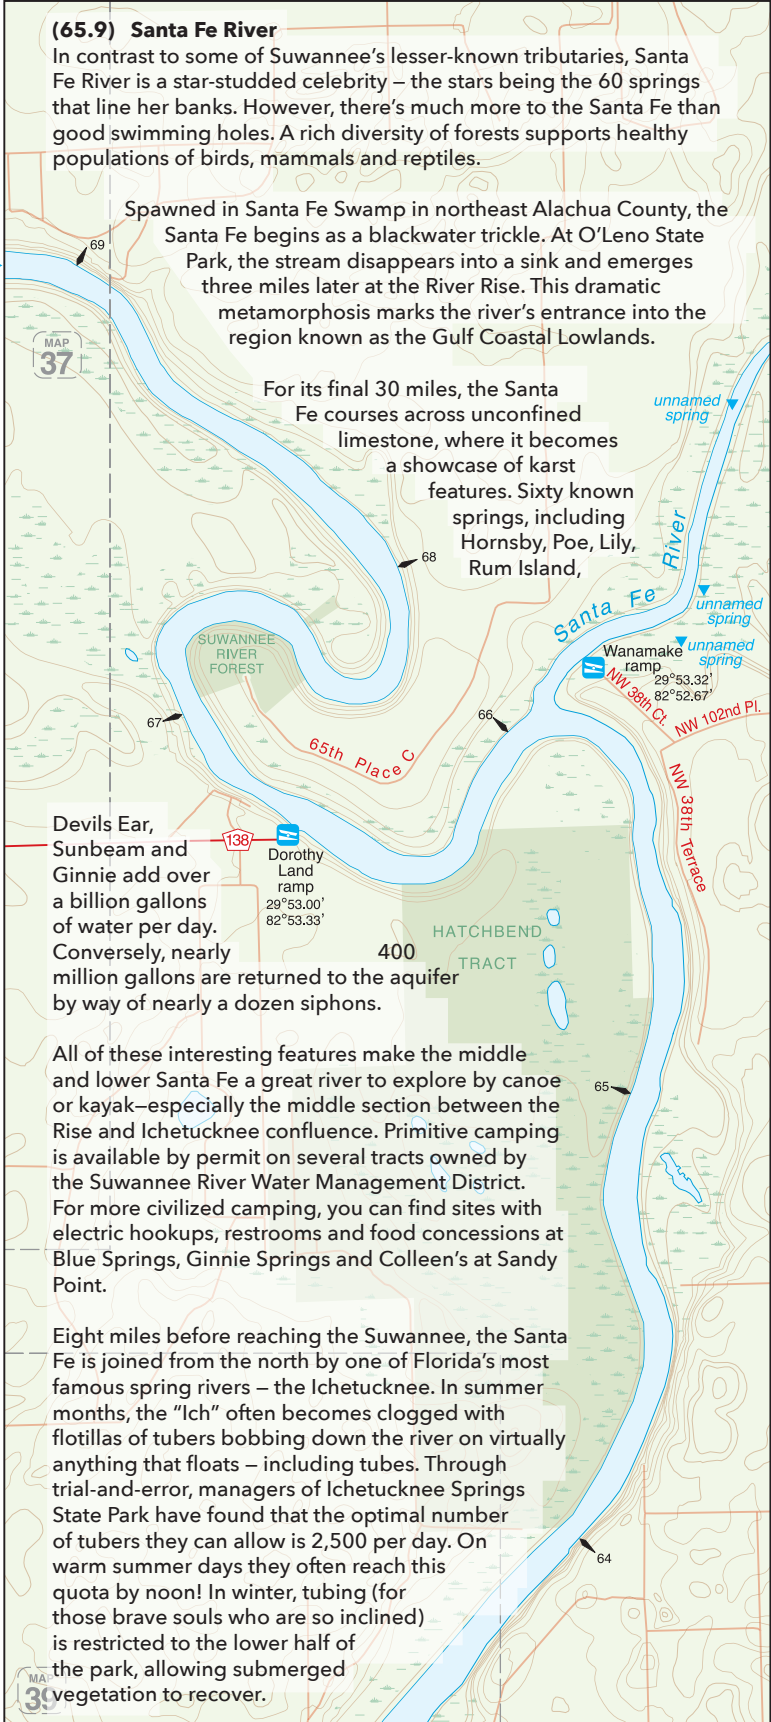 (65.9) Santa Fe River
In contrast to some of Suwannee's lesser-known tributaries, Santa
Fe River is a star-studded celebrity – the stars being the 60 springs
that line her banks. However, there's much more to the Santa Fe than
good swimming holes. A rich diversity of forests supports healthy
populations of birds, mammals and reptiles.
Spawned in Santa Fe Swamp in northeast Alachua County, the
Santa Fe begins as a blackwater trickle. At O'Leno State
Park, the stream disappears into a sink and emerges
three miles later at the River Rise. This dramatic
metamorphosis marks the river's entrance into the
region known as the Gulf Coastal Lowlands.
69
MAP
37
For its final 30 miles, the Santa
Fe courses across unconfined
limestone, where it becomes
a showcase of karst
features. Sixty known
springs, including
Hornsby, Poe, Lily,
Rum Island,
unnamed
spring
68
Santa Fe River
unnamed
spring
unnamed
spring
SUWANNEE
RIVER
FOREST
Wanamake
ramp
29°53.32'
82°52.67'
NW 38th Ct.
NW 102nd Pl.
67
66
65th Place C
NW 38th Terrace
Devils Ear,
Sunbeam and
Ginnie add over
a billion gallons
of water per day.
Conversely, nearly 400
million gallons are returned to the aquifer
by way of nearly a dozen siphons.
138
Dorothy
Land
ramp
29°53.00'
82°53.33'
HATCHBEND
TRACT
65
All of these interesting features make the middle
and lower Santa Fe a great river to explore by canoe
or kayak—especially the middle section between the
Rise and Ichetucknee confluence. Primitive camping
is available by permit on several tracts owned by
the Suwannee River Water Management District.
For more civilized camping, you can find sites with
electric hookups, restrooms and food concessions at
Blue Springs, Ginnie Springs and Colleen's at Sandy
Point.
Eight miles before reaching the Suwannee, the Santa
Fe is joined from the north by one of Florida's most
famous spring rivers – the Ichetucknee. In summer
months, the “Ich” often becomes clogged with
flotillas of tubers bobbing down the river on virtually
anything that floats – including tubes. Through
trial-and-error, managers of Ichetucknee Springs
State Park have found that the optimal number
of tubers they can allow is 2,500 per day. On
warm summer days they often reach this
quota by noon! In winter, tubing (for
those brave souls who are so inclined)
is restricted to the lower half of
the park, allowing submerged
vegetation to recover.
64
MAP
39